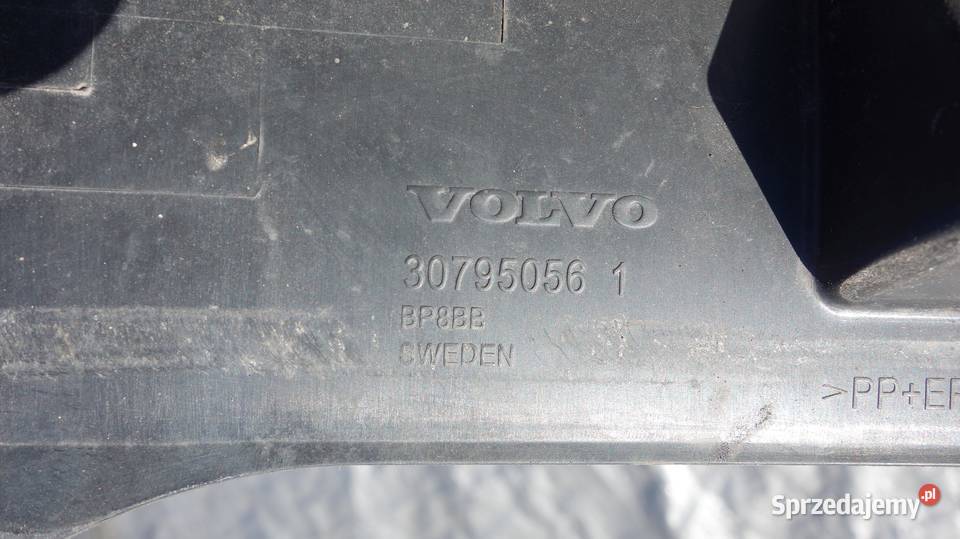 VOLVO
30795056 1
BP8BB
SWEDEN
>PP+EP
Sprzedajemy.pl